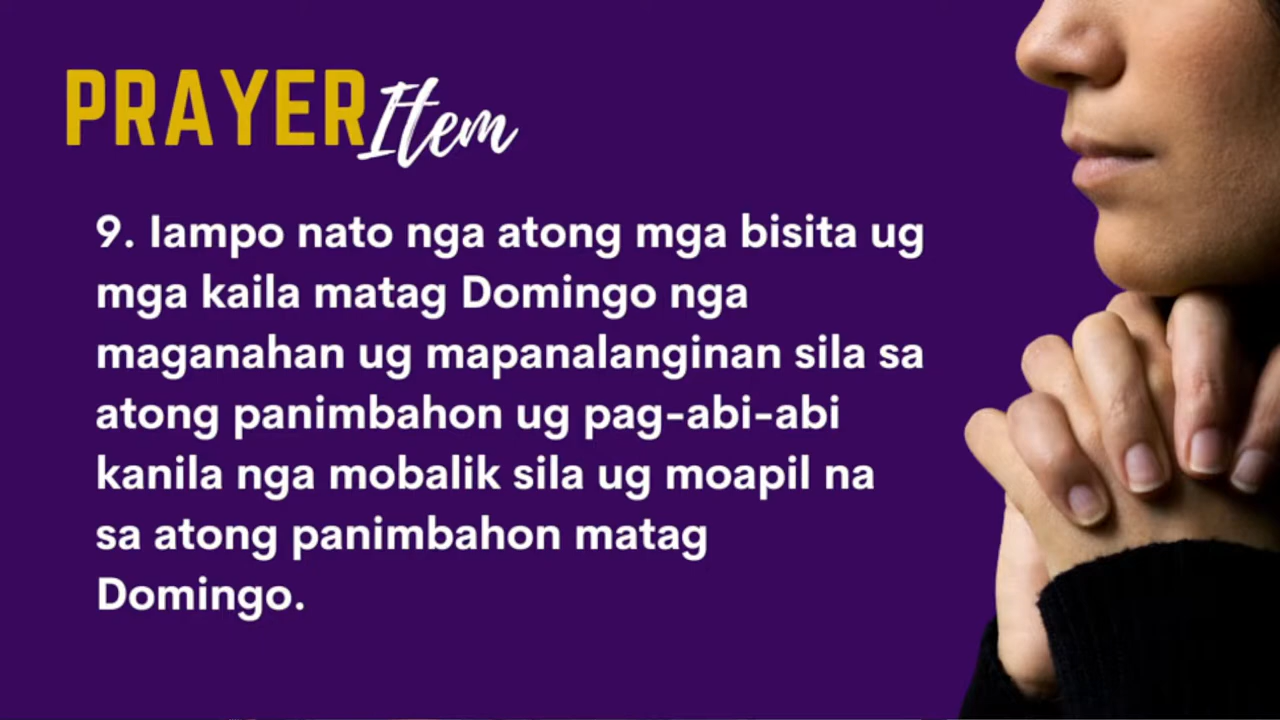 PRAYER Item
9. Iampo nato nga atong mga bisita ug
mga kaila matag Domingo nga
maganahan ug mapanalanginan sila sa
atong panimbahon ug pag-abi-abi
kanila nga mobalik sila ug moapil na
sa atong panimbahon matag
Domingo.